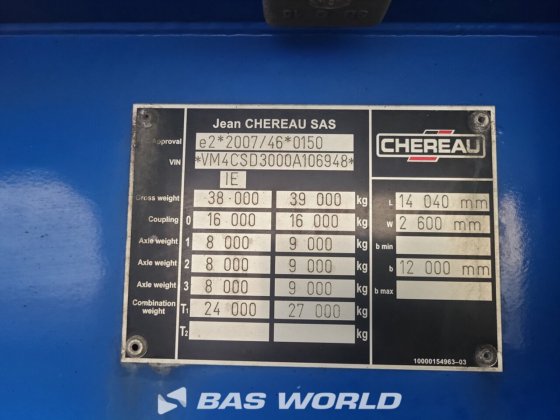 Jean CHEREAU SAS
Approval e2*2007/46*0150
VIN *VM4CSD3000A106948*
IE
CHEREAU
Gross weight 38 000 39 000 kg
Coupling 0 16 000 16 000 kg
Axle weight 1 8 000 9 000 kg
Axle weight 2 8 000 9 000 kg
Axle weight 3 8 000 9 000 kg
Combination weight T1 24 000 27 000 kg
T2 kg
L 14 040 mm
W 2 600 mm
b min
b 12 000 mm
b max
10000154963-03
BAS WORLD